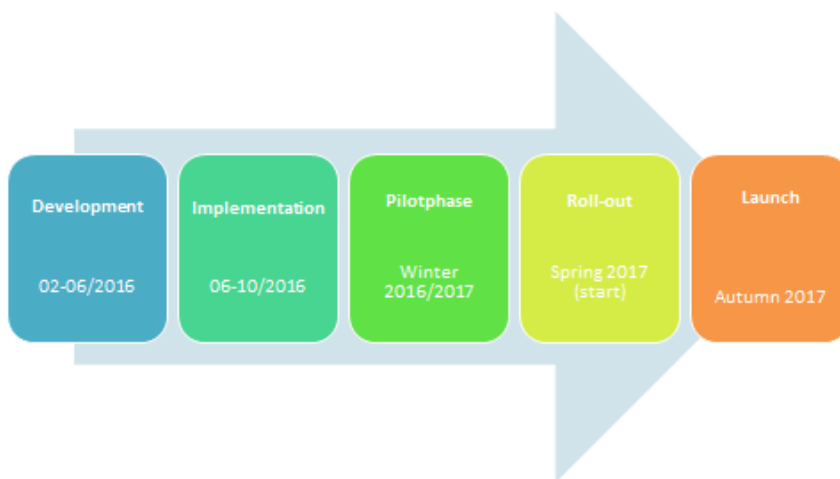 Development
02-06/2016
Implementation
06-10/2016
Pilotphase
Winter
2016/2017
Roll-out
Spring 2017
(start)
Launch
Autumn 2017